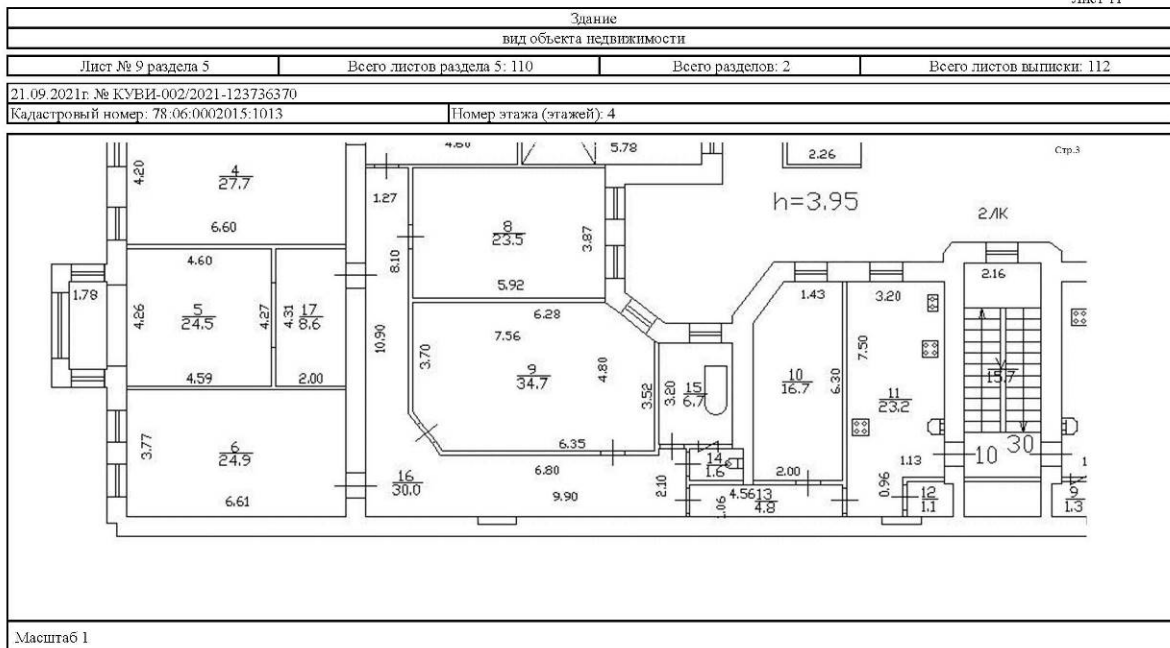 Лист 11
Здание
вид объекта недвижимости
Лист № 9 раздела 5 Всего листов раздела 5: 110 Всего разделов: 2 Всего листов выписки: 112
21.09.2021г. № КУВИ-002/2021-123736370
Кадастровый номер: 78:06:0002015:1013 Номер этажа (этажей): 4
Стр.3
4.80 5.78 2.26
4.20 4 27.7 6.60
1.27 8 23.5 3.87 5.92 8.10
h=3.95
2ЛК
2.16
1.78 4.60 4.26 5 24.5 4.27 4.59
4.31 17 8.6 2.00
10.90
6.28 7.56 3.70 9 34.7 4.80 3.52 6.35
3.20 15 6.7
1.43 10 16.7 6.30 2.00
3.20 7.50 11 23.2 1.13 0.96
15.7
10 30
3.77 6 24.9 6.61
16 30.0 6.80 9.90 2.10
14 1.6
4.56 13 4.8 1.06
12 1.1
9 1.3
Масштаб 1